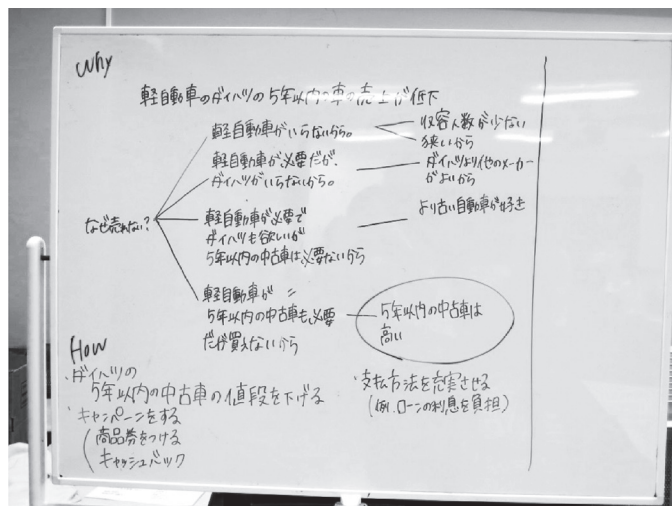 Why
軽自動車のダイハツの5年以内の車の売上が低下
なぜ売れない?
軽自動車がいらないから。
収容人数が少ない
狭いから
軽自動車が必要だが、
ダイハツがいらないから。
ダイハツより他のメーカー
がよいから
軽自動車が必要で
ダイハツも欲しいが
5年以内の中古車は必要ないから
より古い自動車が好き
軽自動車が 〃
5年以内の中古車も必要
だが買えないから
5年以内の中古車は
高い
How
・ダイハツの
5年以内の中古車の値段を下げる
・キャンペーンをする
(商品券をつける
キャッシュバック
・支払方法を充実させる
(例.ローンの利息を負担)